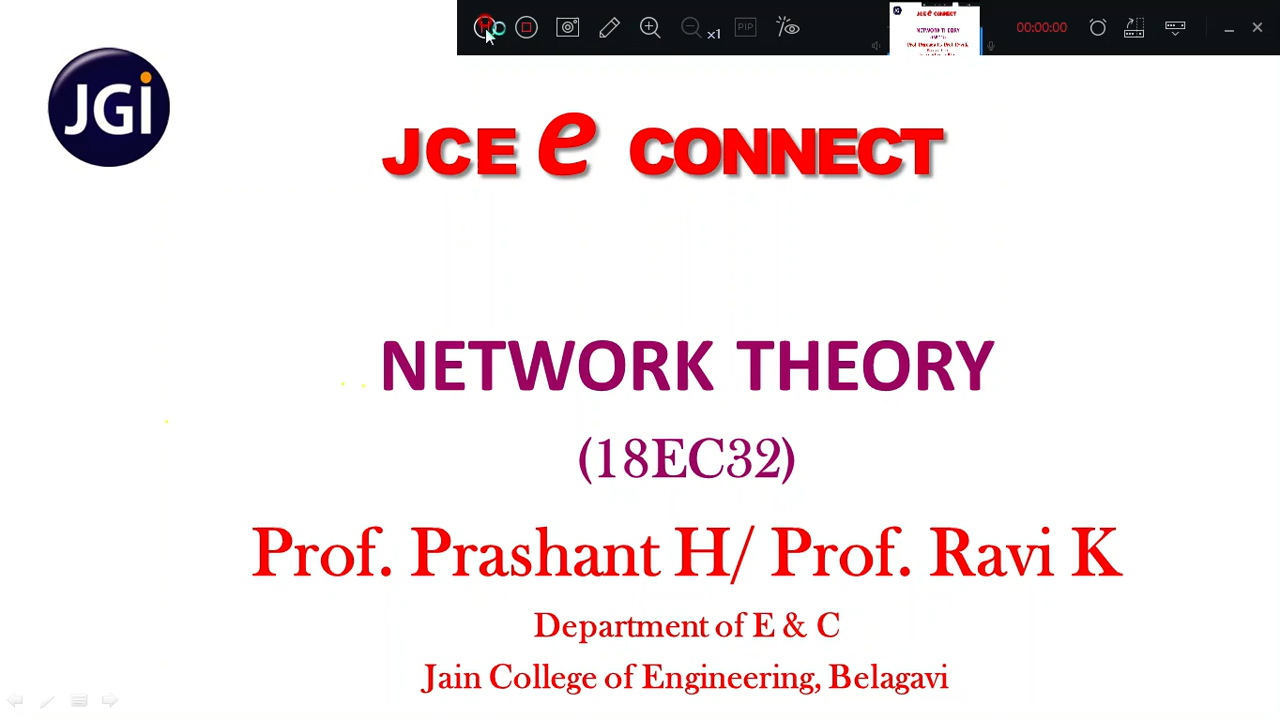 x1
PIP
00:00:00
JGi
JCE e CONNECT
NETWORK THEORY
(18EC32)
Prof. Prashant H/ Prof. Ravi K
Department of E & C
Jain College of Engineering, Belagavi